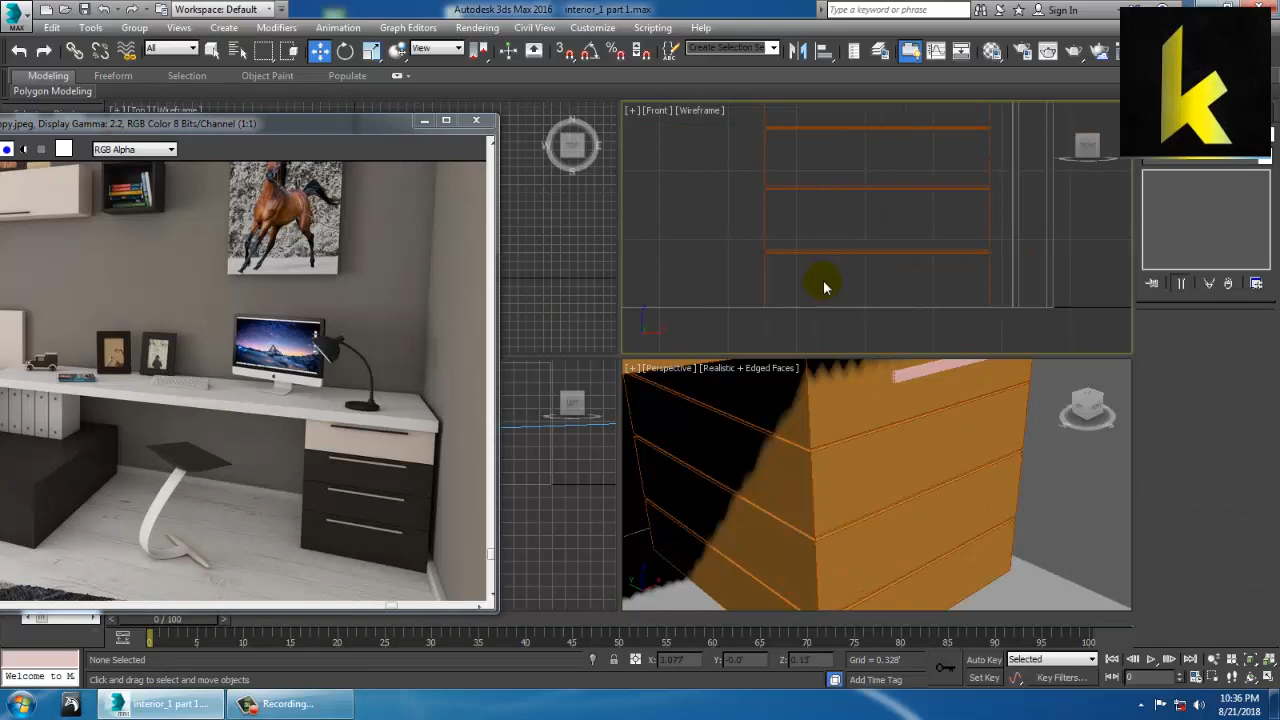 Workspace: Default
Autodesk 3ds Max 2016 interior_1 part 1.max
Type a keyword or phrase
Sign In
MAX
Edit Tools Group Views Create Modifiers Animation Graph Editors Rendering Civil View Customize Scripting Help
All
View
Create Selection Se
Modeling Freeform Selection Object Paint Populate
Polygon Modeling
k
[+] [Top] [Wireframe]
[+] [Front] [Wireframe]
opy.jpeg, Display Gamma: 2.2, RGB Color 8 Bits/Channel (1:1)
RGB Alpha
TOP
FRONT
LEFT
[+] [Perspective] [Realistic + Edged Faces]
0 / 100
5 10 15 20 25 30 35 40 45 50 55 60 65 70 75 80 85 90 95 100
None Selected
X: 3.077' Y: -0.0' Z: 0.13' Grid = 0.328'
Auto Key Selected
Welcome to M
Click and drag to select and move objects
Add Time Tag
Set Key Key Filters... 0
interior_1 part 1....
Recording...
10:36 PM
8/21/2018